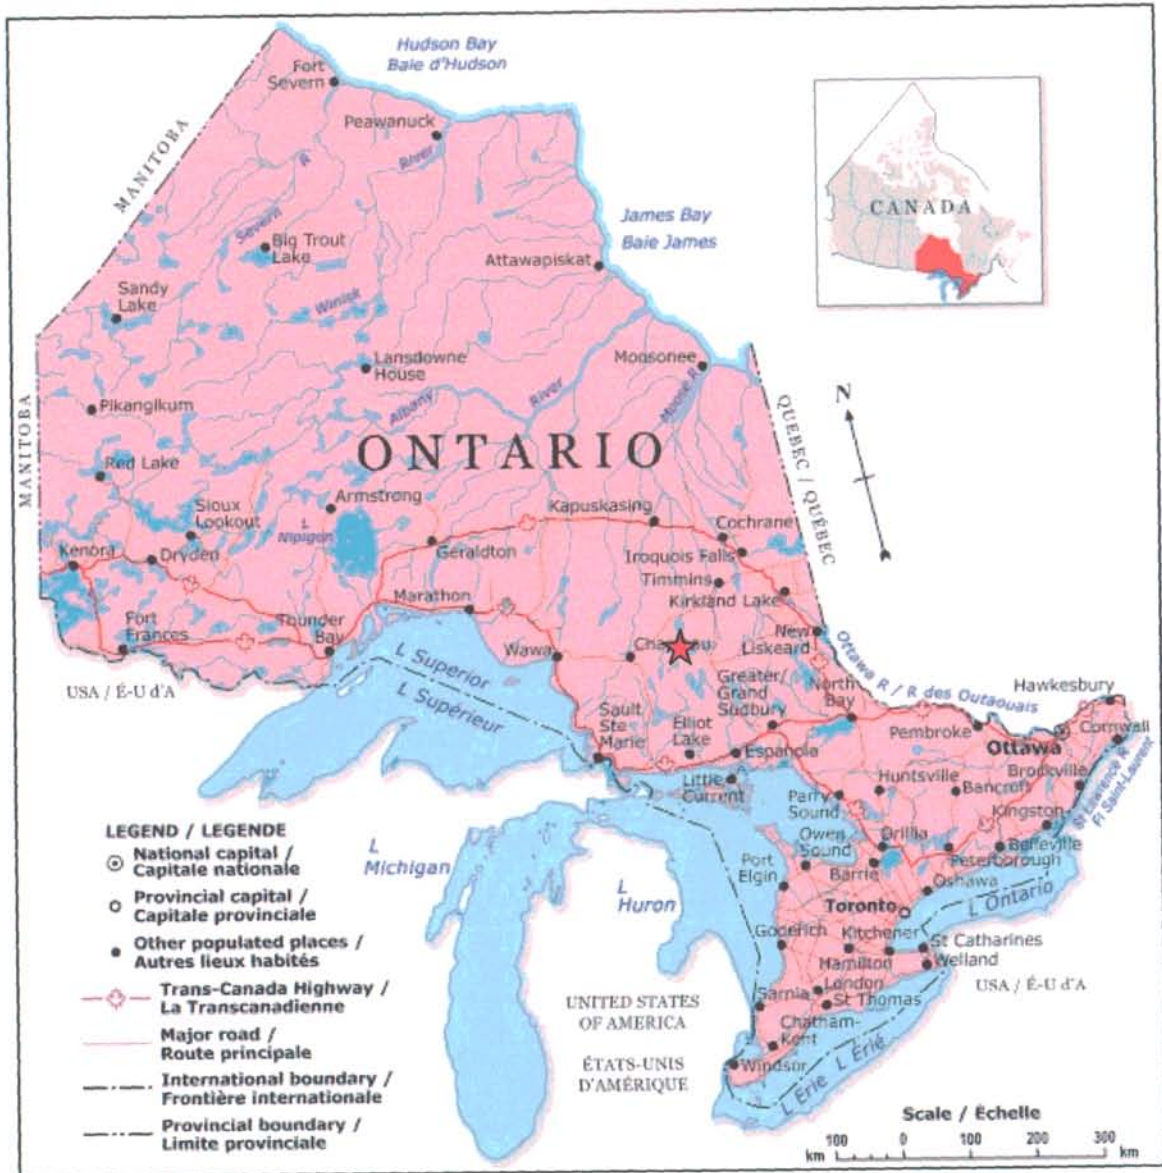 Hudson Bay
Baie d'Hudson
Fort
Severn
Peawanuck
River
R
Severn
MANITOBA
CANADA
James Bay
Baie James
Big Trout
Lake
Attawapiskat
Sandy
Lake
Winisk
Lansdowne
House
Moosonee
Moose R
Albany
River
Pikangikum
MANITOBA
QUEBEC / QUÉBEC
N
ONTARIO
Red Lake
Sioux
Lookout
Armstrong
L
Nipigon
Kapuskasing
Cochrane
Kenora
Dryden
Geraldton
Iroquois Falls
Timmins
Kirkland Lake
Marathon
Fort
Frances
Thunder
Bay
Wawa
New
Liskeard
Ottawa R / R des Outaouais
USA / É-U d'A
L Superior
L Supérieur
Greater/
Grand
Sudbury
North
Bay
Hawkesbury
Sault
Ste
Marie
Elliot
Lake
Espanola
Pembroke
Ottawa
Cornwall
Little
Current
Parry
Sound
Huntsville
Bancroft
Brockville
St Lawrence R
Fl Saint-Laurent
Kingston
Owen
Sound
Orillia
Belleville
Port
Elgin
Barrie
Peterborough
Oshawa
L
Michigan
L
Huron
Toronto
L Ontario
Goderich
Kitchener
St Catharines
Hamilton
Welland
USA / É-U d'A
London
Sarnia
St Thomas
Chatham-
Kent
Windsor
L Erie
L Érié
UNITED STATES
OF AMERICA
ÉTATS-UNIS
D'AMÉRIQUE
LEGEND / LEGENDE
National capital /
Capitale nationale
Provincial capital /
Capitale provinciale
Other populated places /
Autres lieux habités
Trans-Canada Highway /
La Transcanadienne
Major road /
Route principale
International boundary /
Frontière internationale
Provincial boundary /
Limite provinciale
Scale / Échelle
100 0 100 200 300
km km